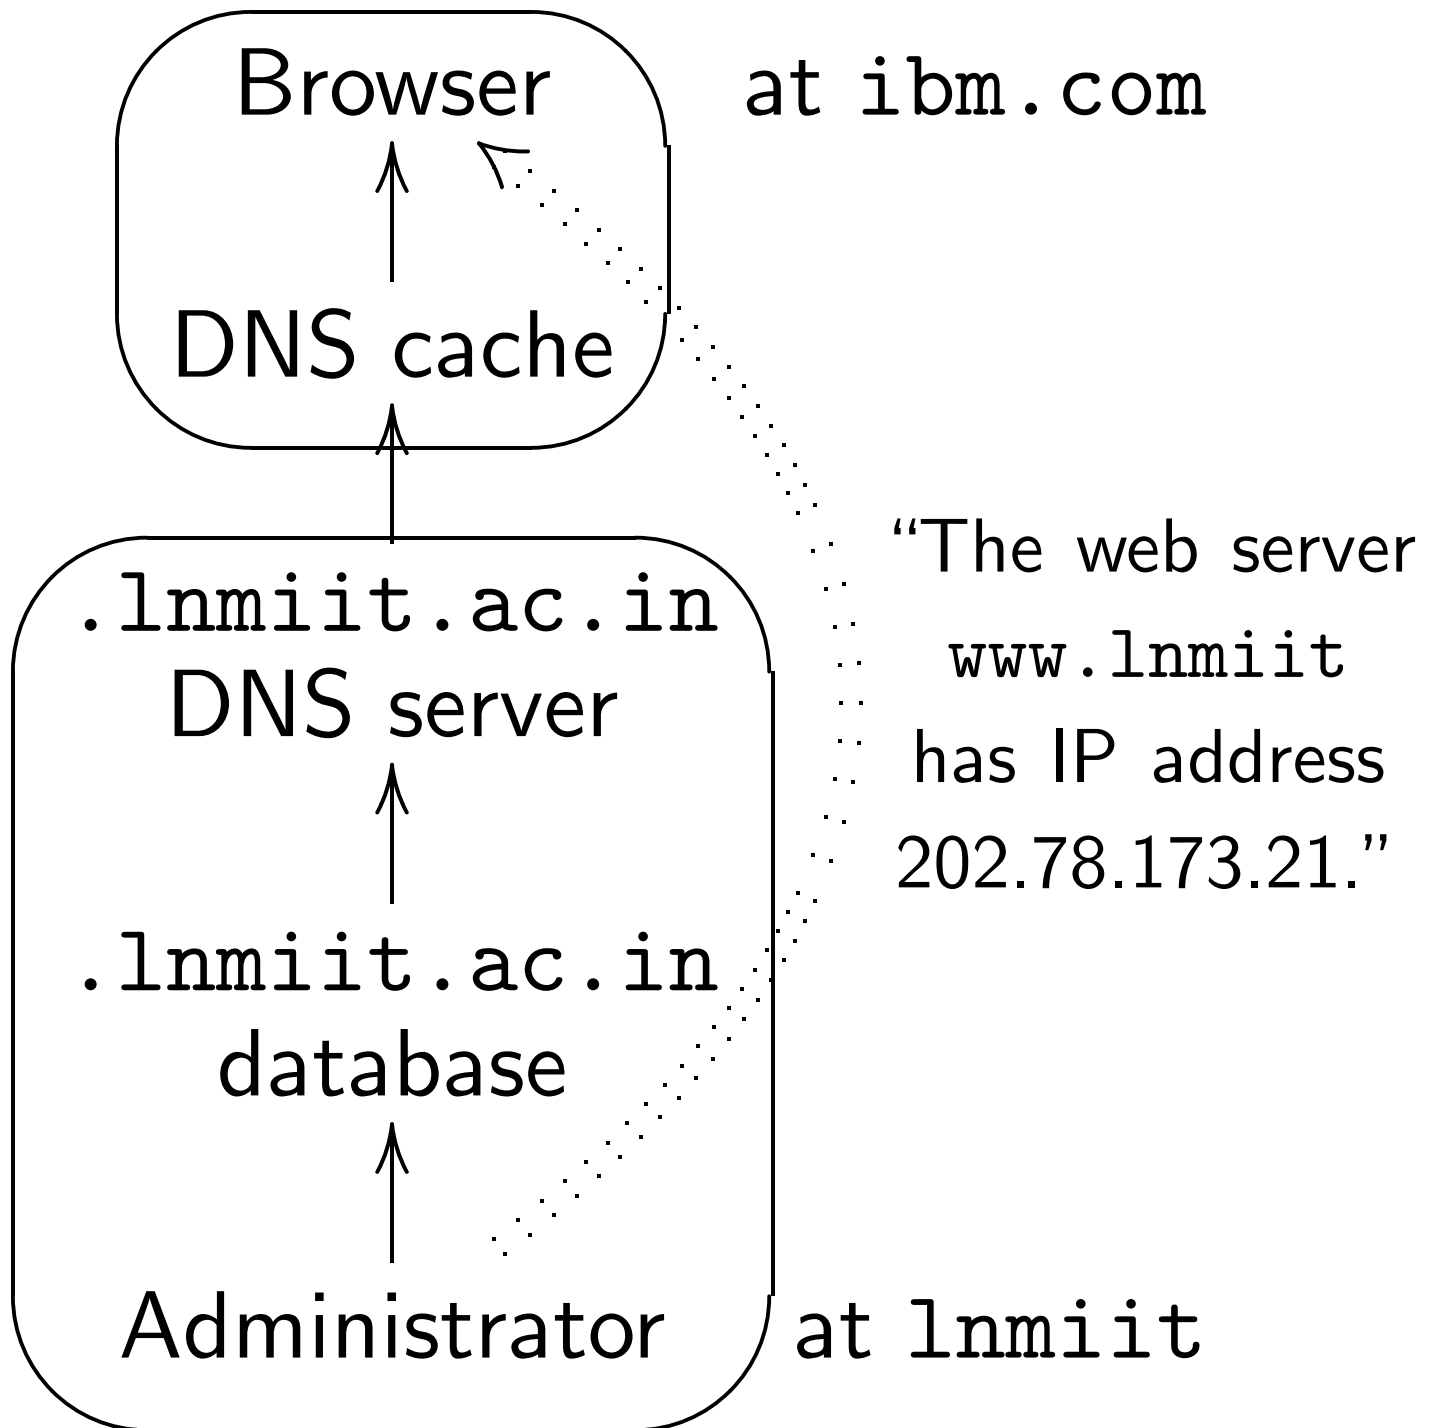 Browser
at ibm.com
DNS cache
.lnmiit.ac.in
DNS server
“The web server
www.lnmiit
has IP address
202.78.173.21.”
.lnmiit.ac.in
database
Administrator
at lnmiit